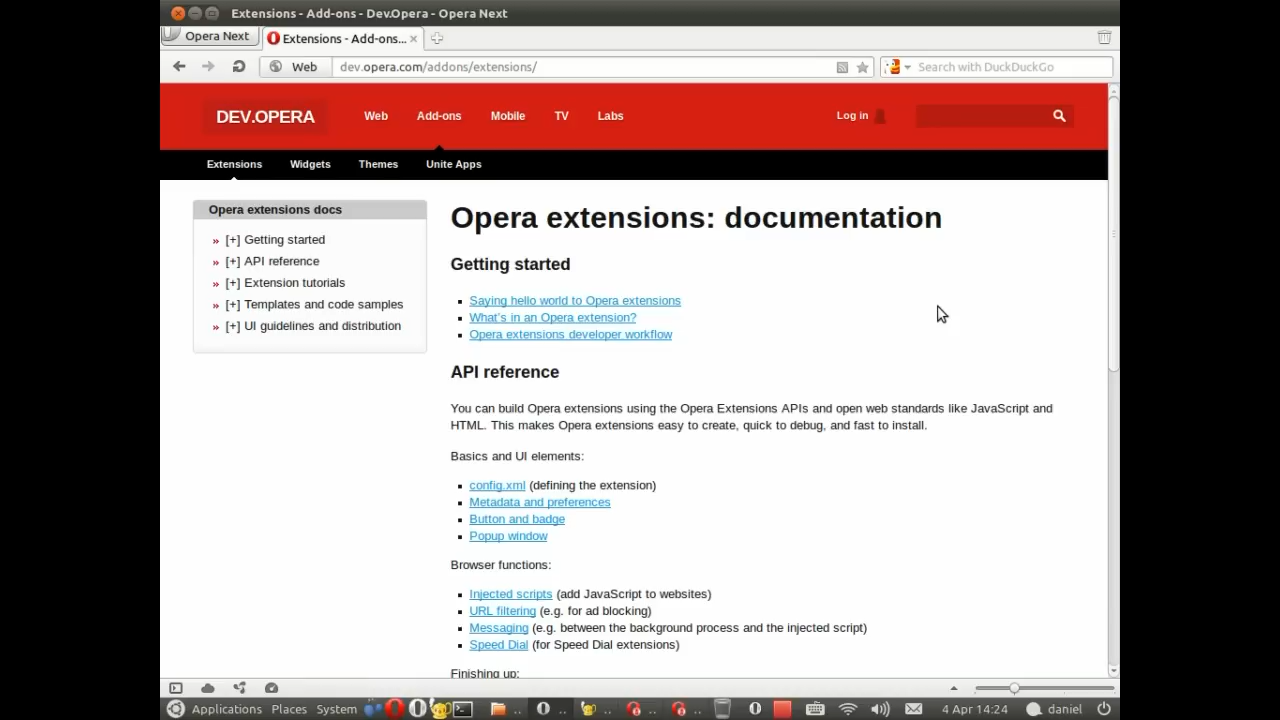 Extensions - Add-ons - Dev.Opera - Opera Next
Opera Next
Extensions - Add-ons...
Web
dev.opera.com/addons/extensions/
Search with DuckDuckGo
DEV.OPERA
Web
Add-ons
Mobile
TV
Labs
Log in
Extensions
Widgets
Themes
Unite Apps
Opera extensions docs
» [+] Getting started
» [+] API reference
» [+] Extension tutorials
» [+] Templates and code samples
» [+] UI guidelines and distribution
Opera extensions: documentation
Getting started
Saying hello world to Opera extensions
What's in an Opera extension?
Opera extensions developer workflow
API reference
You can build Opera extensions using the Opera Extensions APIs and open web standards like JavaScript and
HTML. This makes Opera extensions easy to create, quick to debug, and fast to install.
Basics and UI elements:
config.xml (defining the extension)
Metadata and preferences
Button and badge
Popup window
Browser functions:
Injected scripts (add JavaScript to websites)
URL filtering (e.g. for ad blocking)
Messaging (e.g. between the background process and the injected script)
Speed Dial (for Speed Dial extensions)
Finishing up:
Applications Places System
4 Apr 14:24
daniel